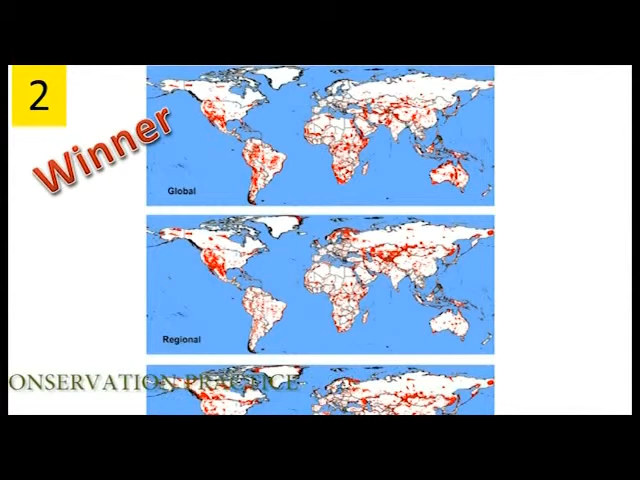 2
Winner
Global
Regional
ONSERVATION PRACTICE